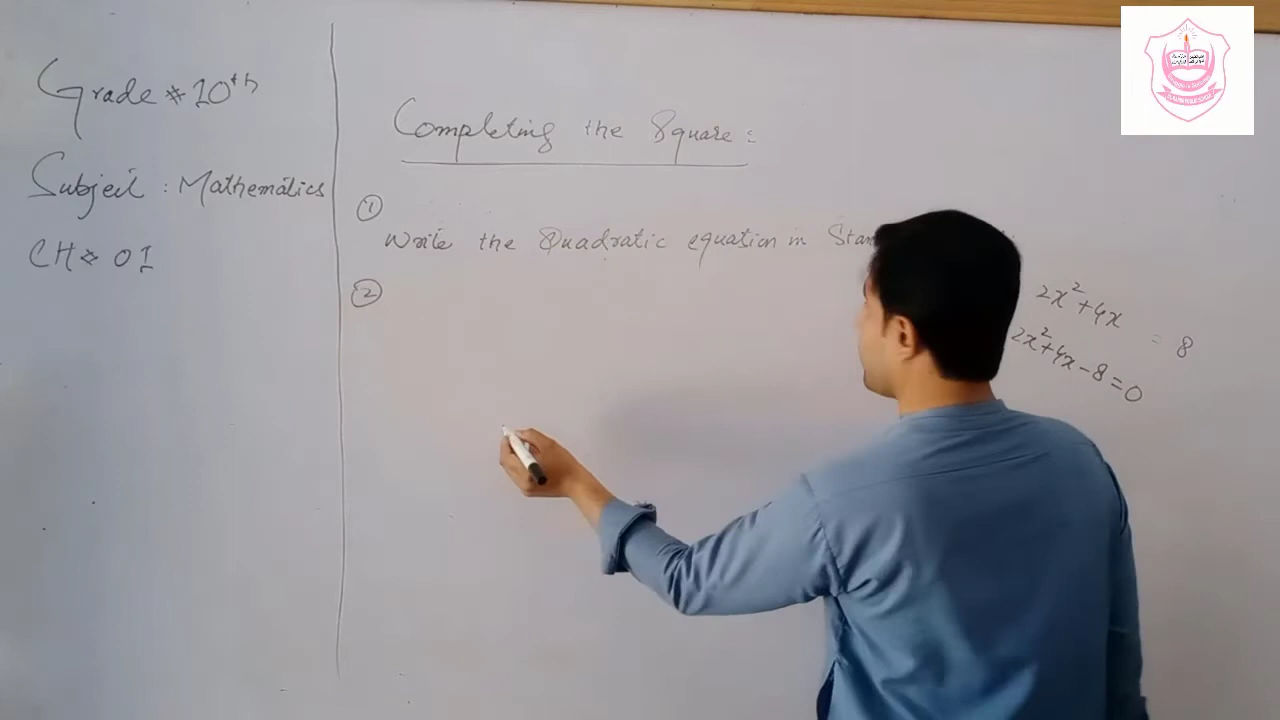 Grade # 10th
Subject : Mathematics
CH # 01
Completing the Square :
①
Write the Quadratic equation in
②
2x² + 4x = 8
2x² + 4x - 8 = 0